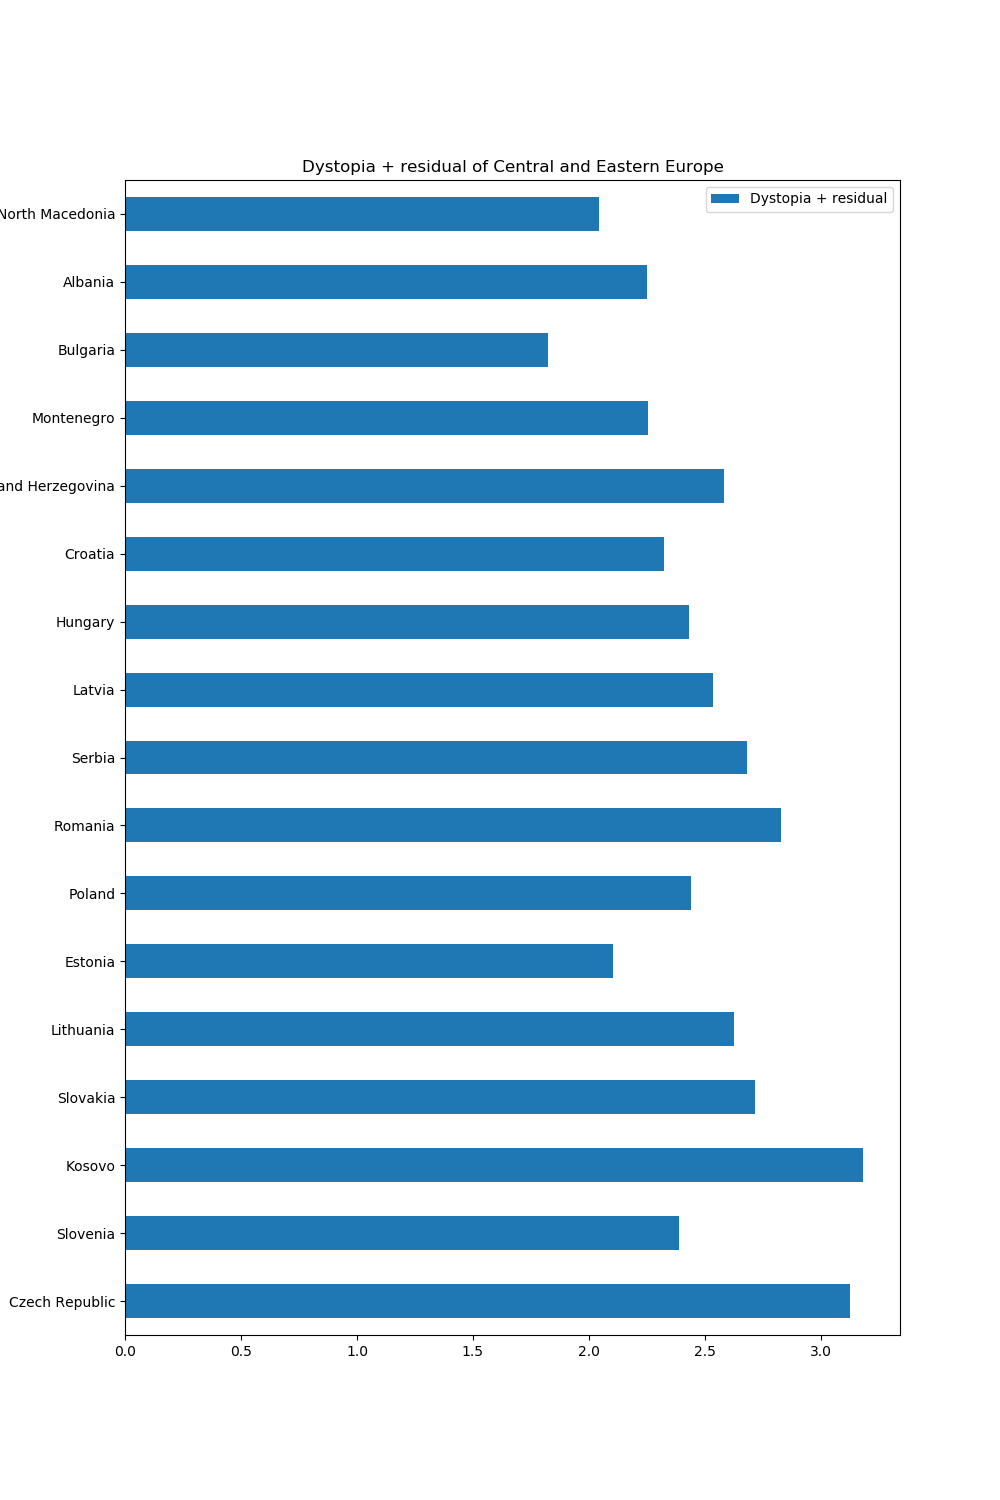 Dystopia + residual of Central and Eastern Europe
Dystopia + residual
North Macedonia
Albania
Bulgaria
Montenegro
and Herzegovina
Croatia
Hungary
Latvia
Serbia
Romania
Poland
Estonia
Lithuania
Slovakia
Kosovo
Slovenia
Czech Republic
0.0 0.5 1.0 1.5 2.0 2.5 3.0